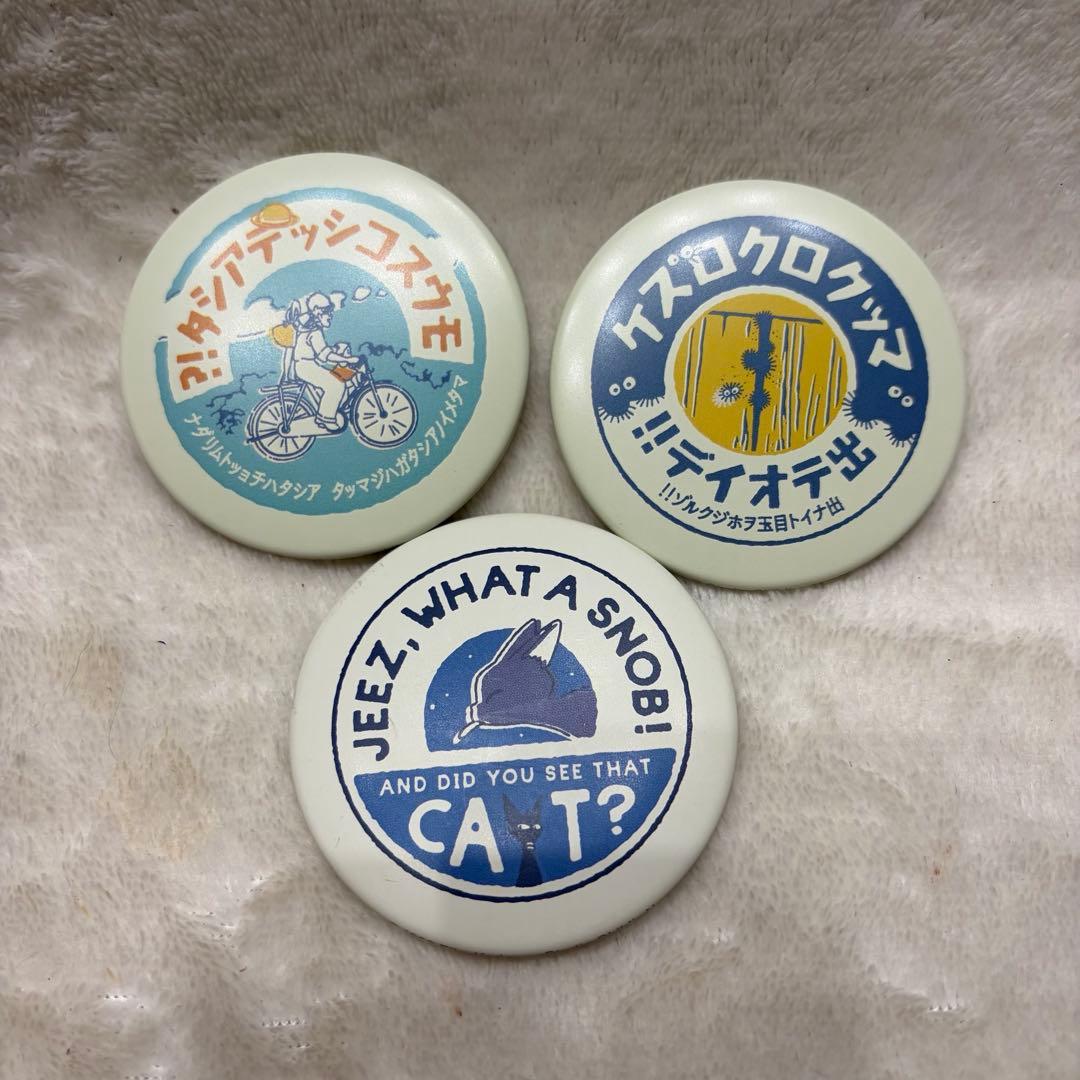 モウスコシッテアシタ?!
マタメイノアシタガハジマッタ アシタハチョットムリダナ
マックロクロスケ
出テオイデ!!
出ナイト目玉ヲホジクルゾ!!
JEEZ, WHAT A SNOB!
AND DID YOU SEE THAT
CAT?